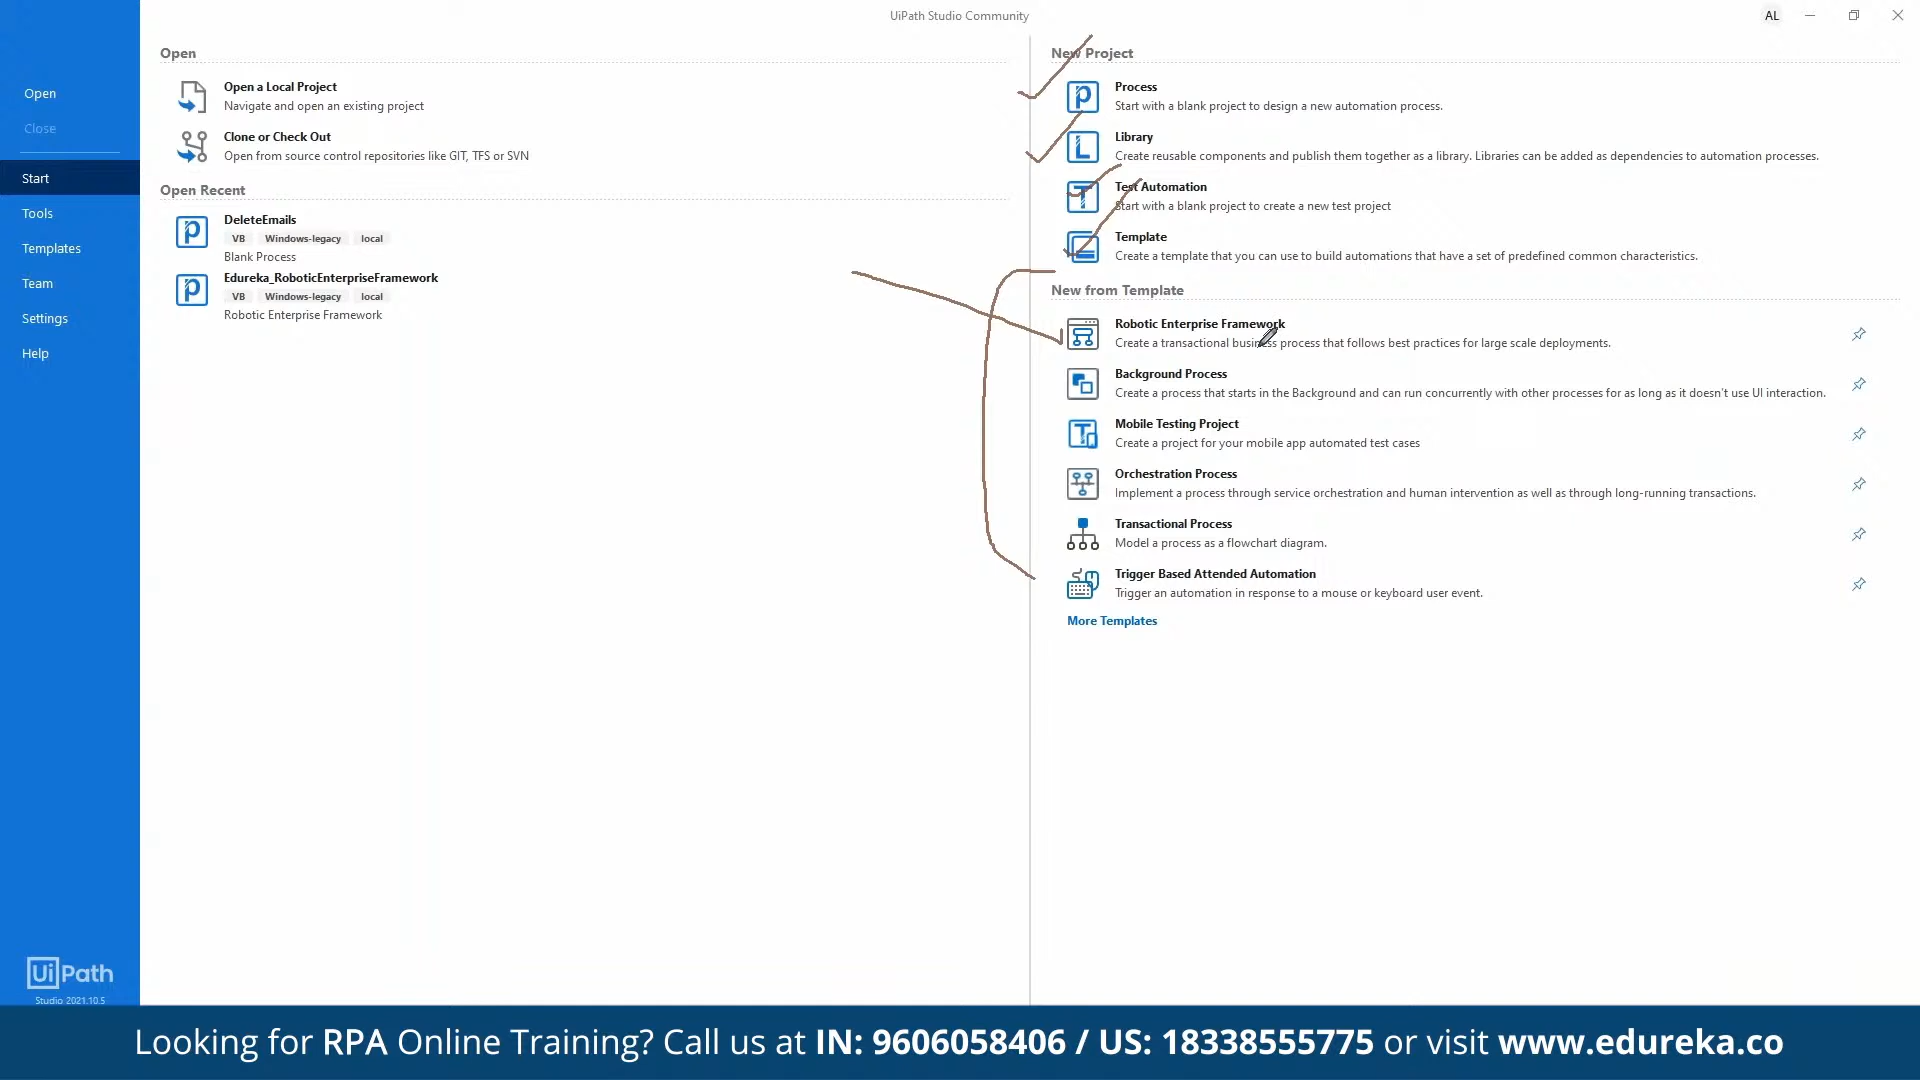 UiPath Studio Community
AL
Open
Close
Start
Tools
Templates
Team
Settings
Help
Open
Open a Local Project
Navigate and open an existing project
Clone or Check Out
Open from source control repositories like GIT, TFS or SVN
Open Recent
DeleteEmails
VB Windows-legacy local
Blank Process
Edureka_RoboticEnterpriseFramework
VB Windows-legacy local
Robotic Enterprise Framework
New Project
Process
Start with a blank project to design a new automation process.
Library
Create reusable components and publish them together as a library. Libraries can be added as dependencies to automation processes.
Test Automation
Start with a blank project to create a new test project
Template
Create a template that you can use to build automations that have a set of predefined common characteristics.
New from Template
Robotic Enterprise Framework
Create a transactional business process that follows best practices for large scale deployments.
Background Process
Create a process that starts in the Background and can run concurrently with other processes for as long as it doesn't use UI interaction.
Mobile Testing Project
Create a project for your mobile app automated test cases
Orchestration Process
Implement a process through service orchestration and human intervention as well as through long-running transactions.
Transactional Process
Model a process as a flowchart diagram.
Trigger Based Attended Automation
Trigger an automation in response to a mouse or keyboard user event.
More Templates
UiPath
Studio 2021.10.5
Looking for RPA Online Training? Call us at IN: 9606058406 / US: 18338555775 or visit www.edureka.co